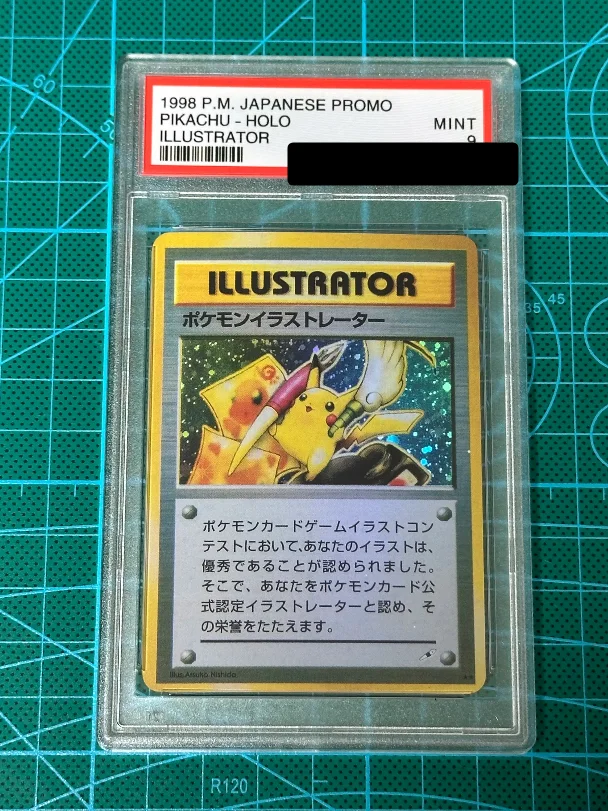 60
1998 P.M. JAPANESE PROMO
PIKACHU - HOLO
MINT
ILLUSTRATOR
9
ILLUSTRATOR
ポケモンイラストレーター
45
35
ポケモンカードゲームイラストコン
テストにおいて、あなたのイラストは、
優秀であることが認められました。
そこで、あなたをポケモンカード公
式認定イラストレーターと認め、そ
の栄誉をたたえます。
Illus. Atsuko Nishida
R120